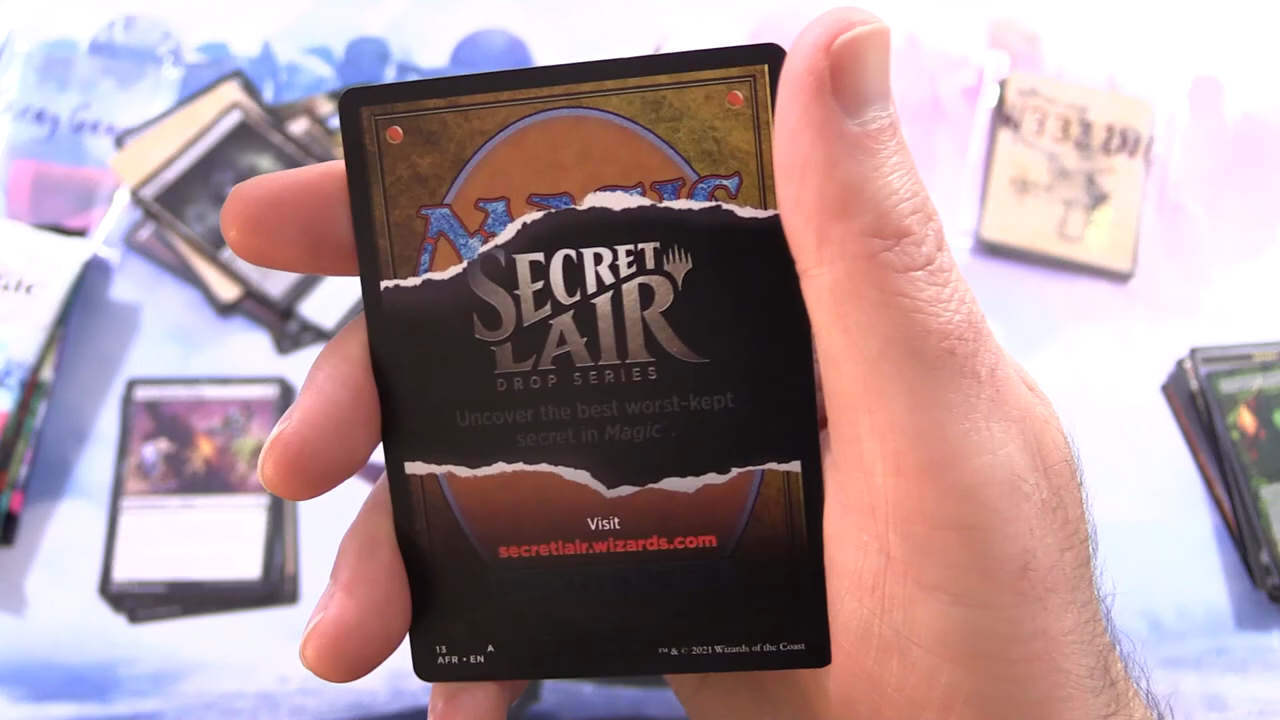 MAGIC
SECRET
LAIR
DROP SERIES
Uncover the best worst-kept
secret in Magic™.
Visit
secretlair.wizards.com
13 A
AFR • EN
™ & © 2021 Wizards of the Coast